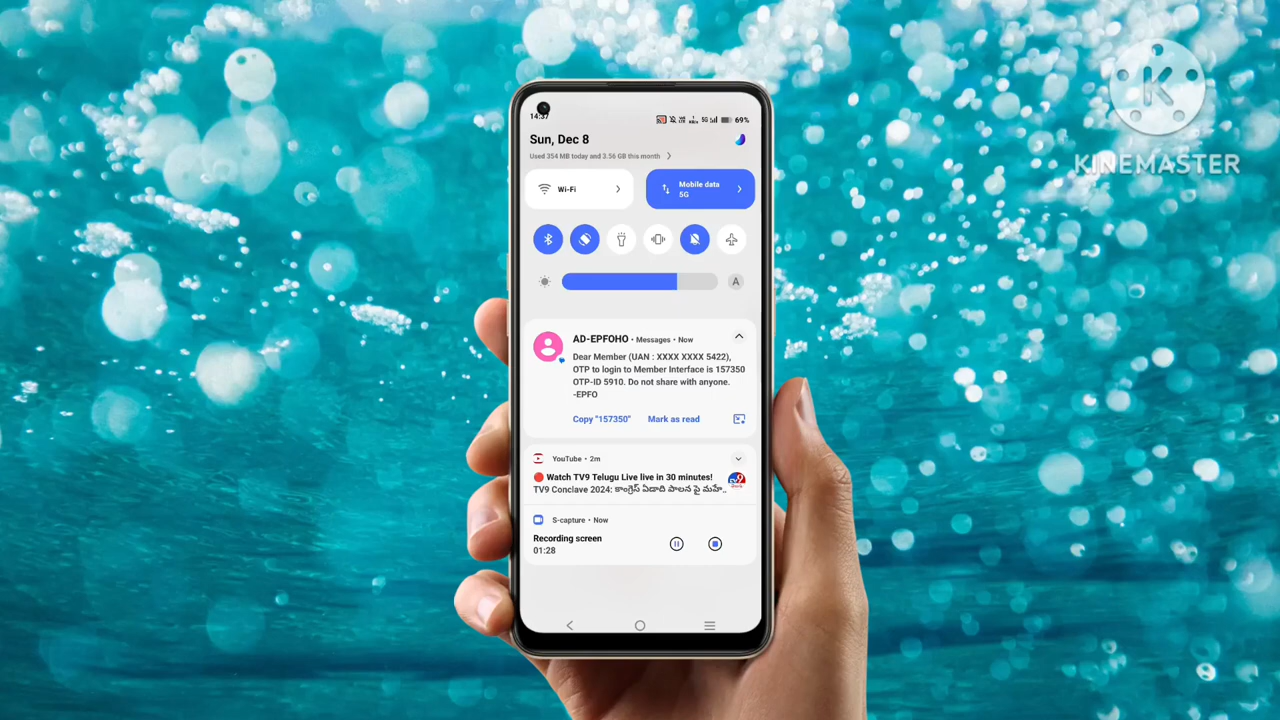 14:37
69%
Sun, Dec 8
Used 354 MB today and 3.56 GB this month
Wi-Fi
Mobile data
5G
A
AD-EPFOHO • Messages • Now
Dear Member (UAN : XXXX XXXX 5422),
OTP to login to Member Interface is 157350
OTP-ID 5910. Do not share with anyone.
-EPFO
Copy "157350" Mark as read
YouTube • 2m
Watch TV9 Telugu Live live in 30 minutes!
TV9 Conclave 2024: కాంగ్రెస్ ఏడాది పాలన పై మహే..
S-capture • Now
Recording screen
01:28
K
KINEMASTER